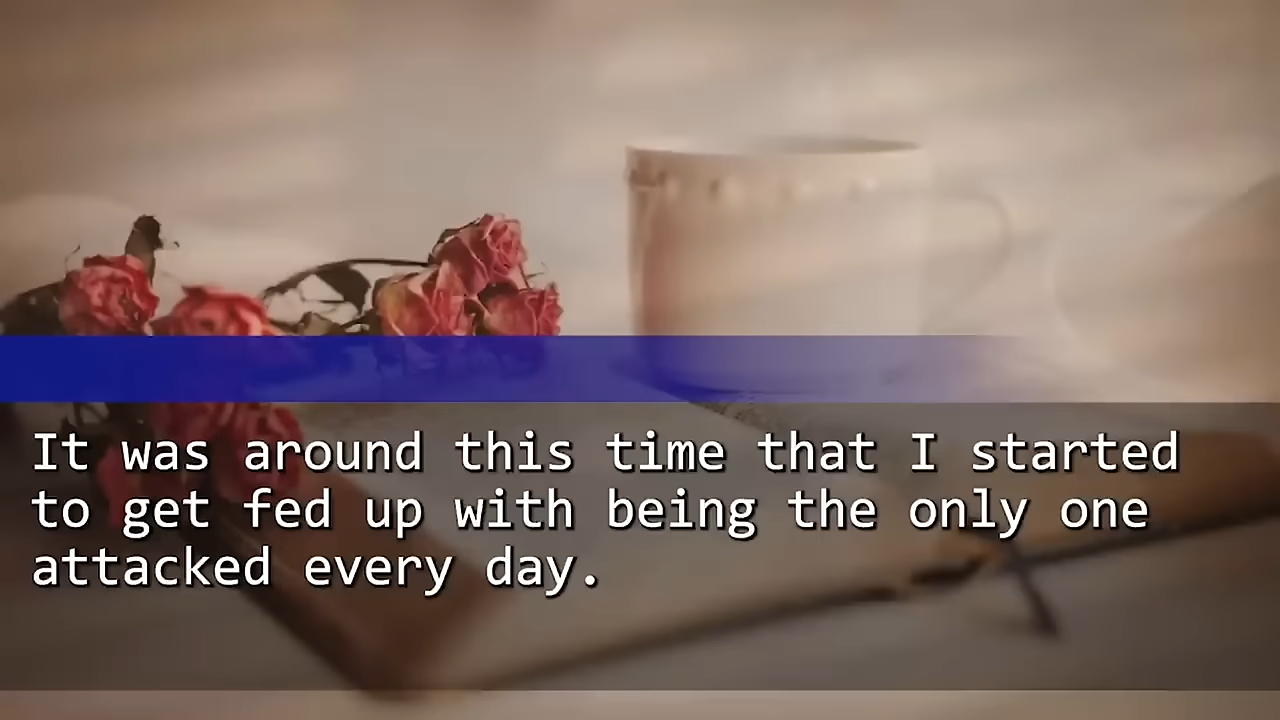 It was around this time that I started
to get fed up with being the only one
attacked every day.